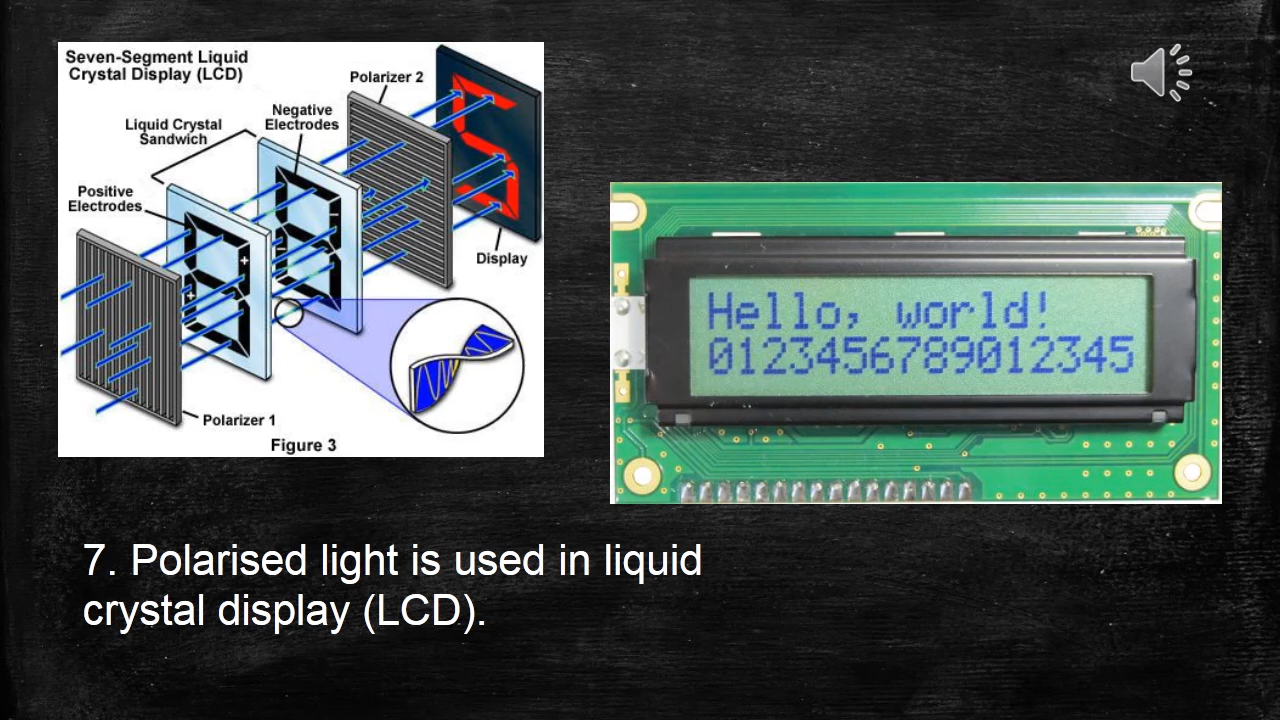 Seven-Segment Liquid
Crystal Display (LCD)
Polarizer 2
Negative
Electrodes
Liquid Crystal
Sandwich
Positive
Electrodes
Display
Polarizer 1
Figure 3
Hello, world!
0123456789012345
7. Polarised light is used in liquid
crystal display (LCD).